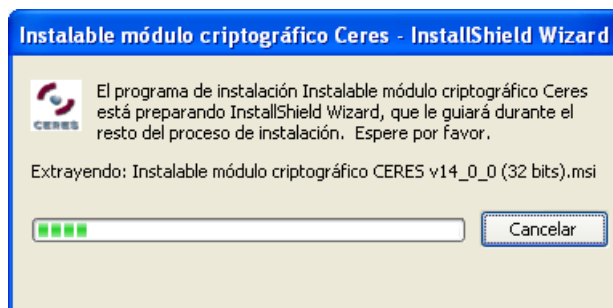 Instalable módulo criptográfico Ceres - InstallShield Wizard
El programa de instalación Instalable módulo criptográfico Ceres
está preparando InstallShield Wizard, que le guiará durante el
resto del proceso de instalación. Espere por favor.
CERES
Extrayendo: Instalable módulo criptográfico CERES v14_0_0 (32 bits).msi
Cancelar